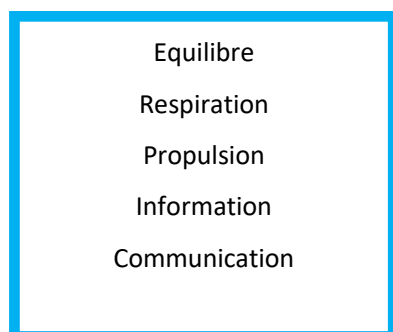 Equilibre
Respiration
Propulsion
Information
Communication